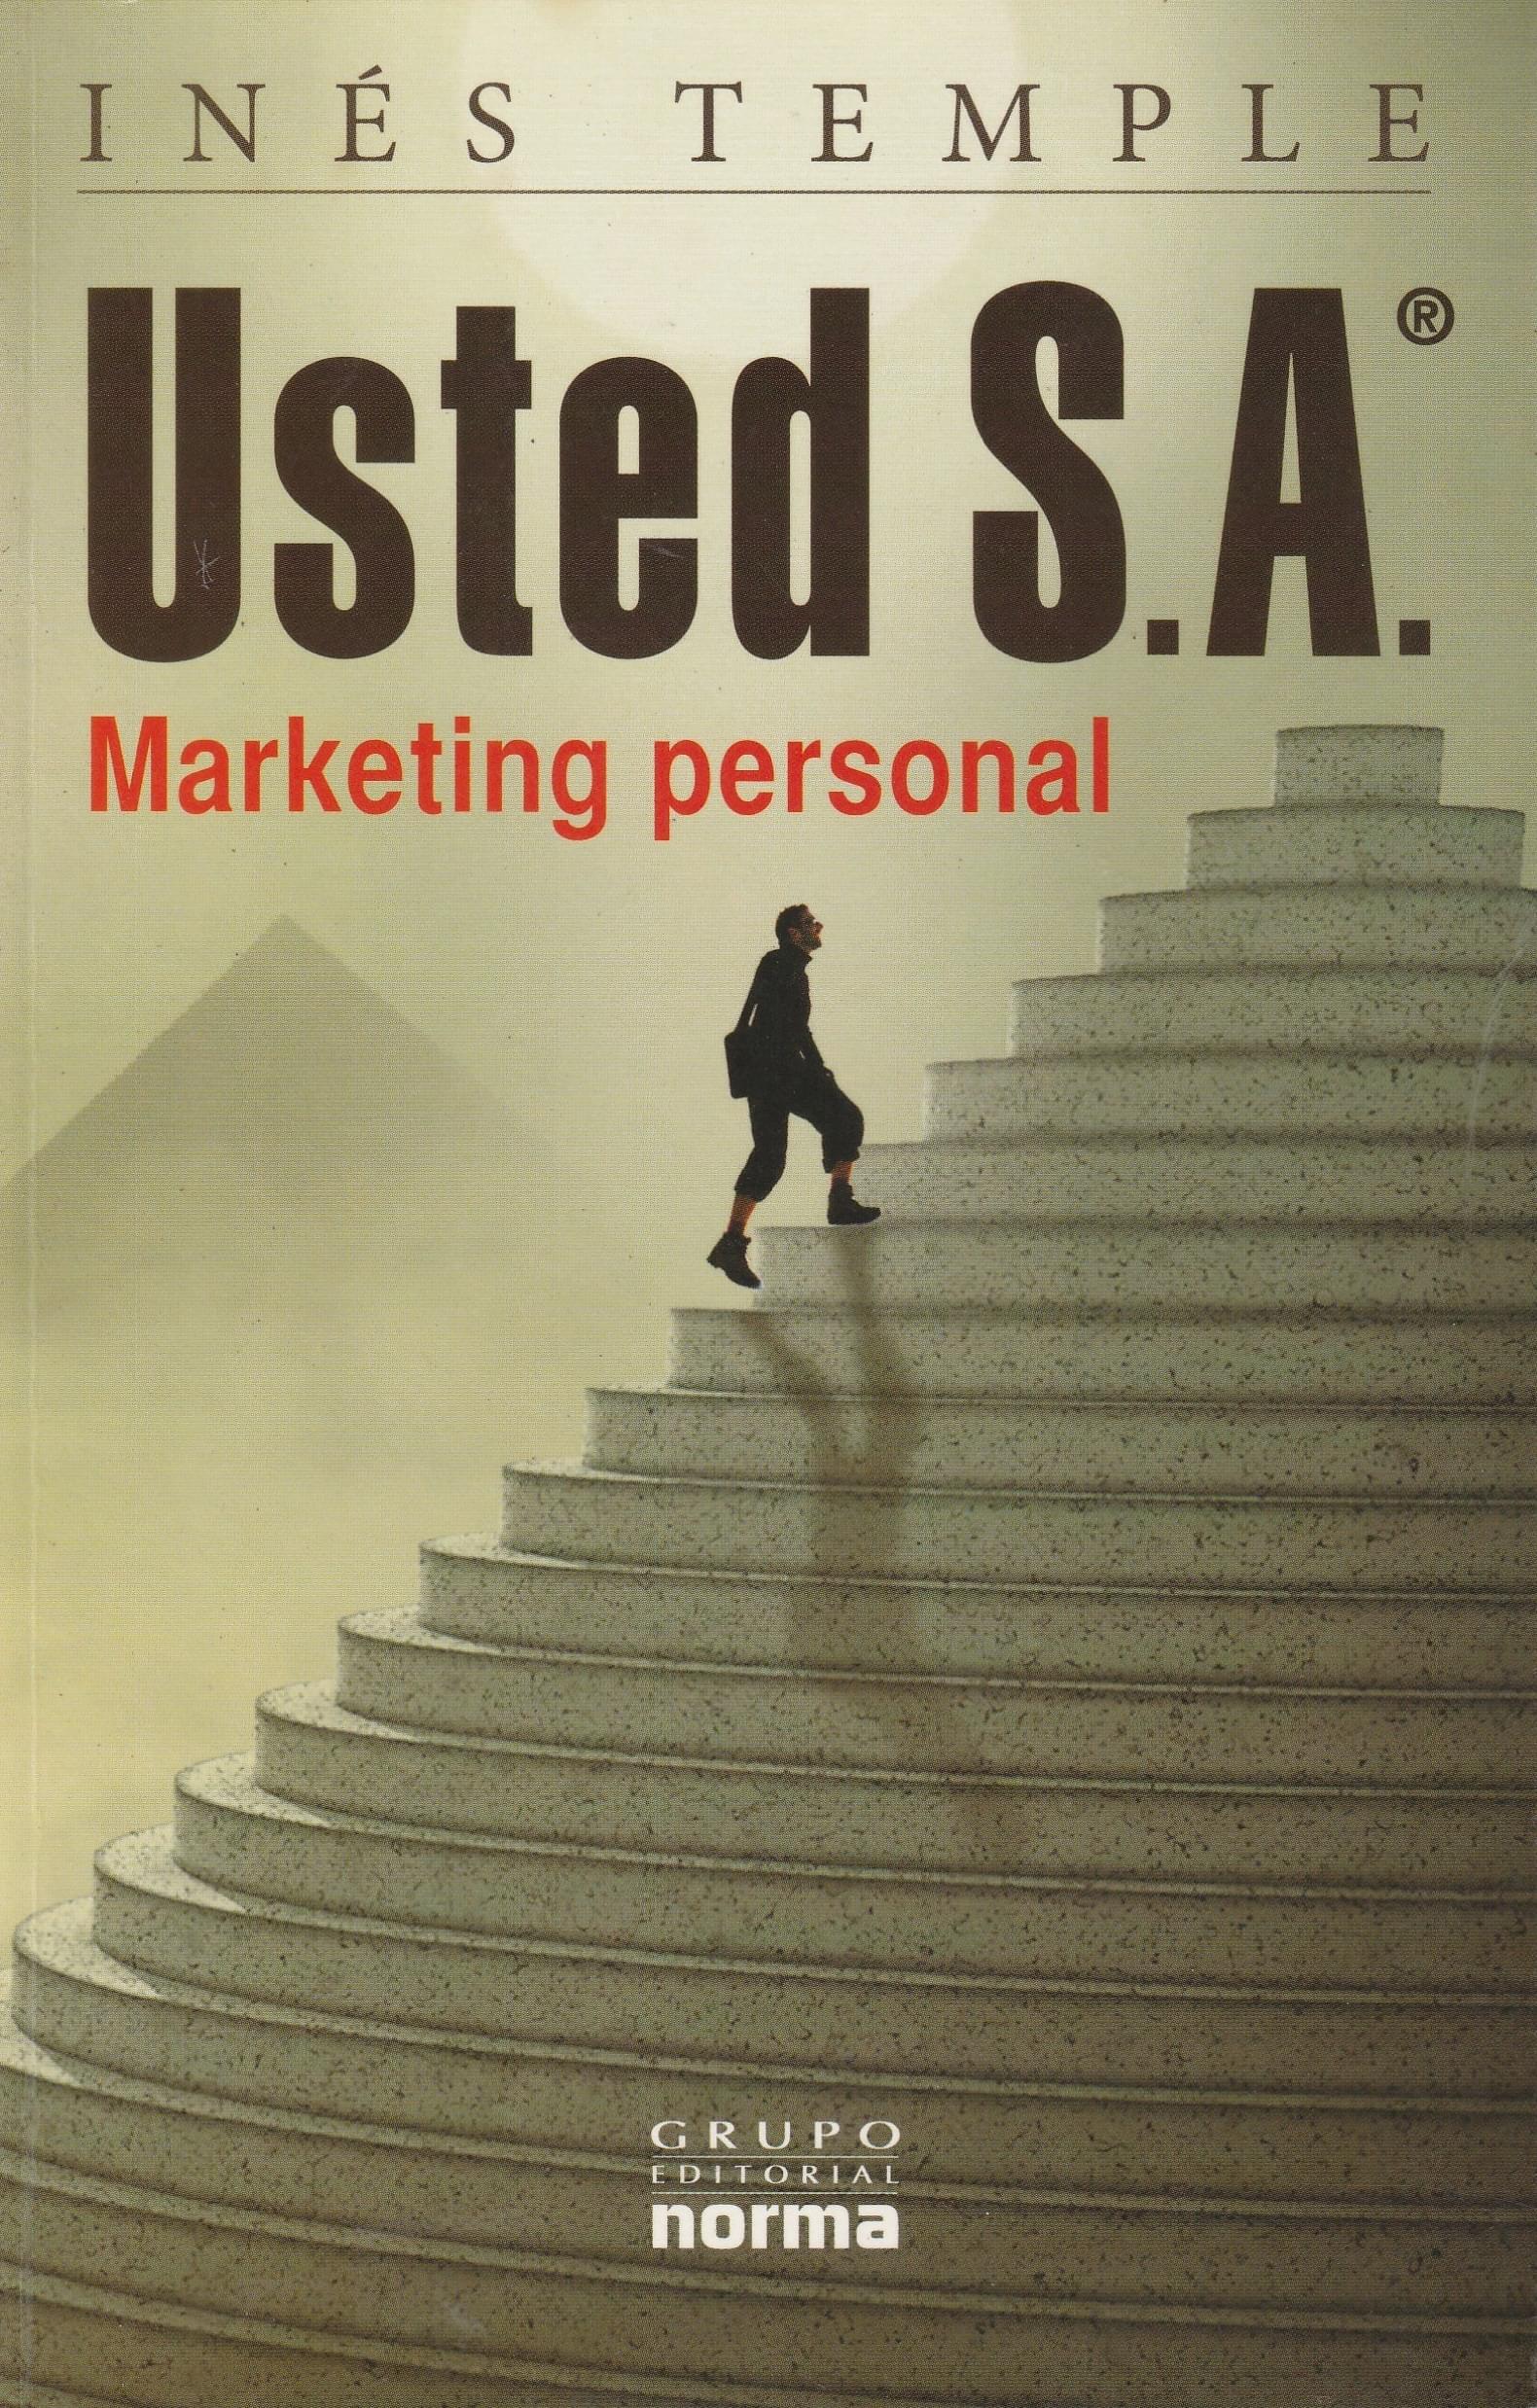 INÉS TEMPLE
Usted S.A.®
Marketing personal
GRUPO
EDITORIAL
norma